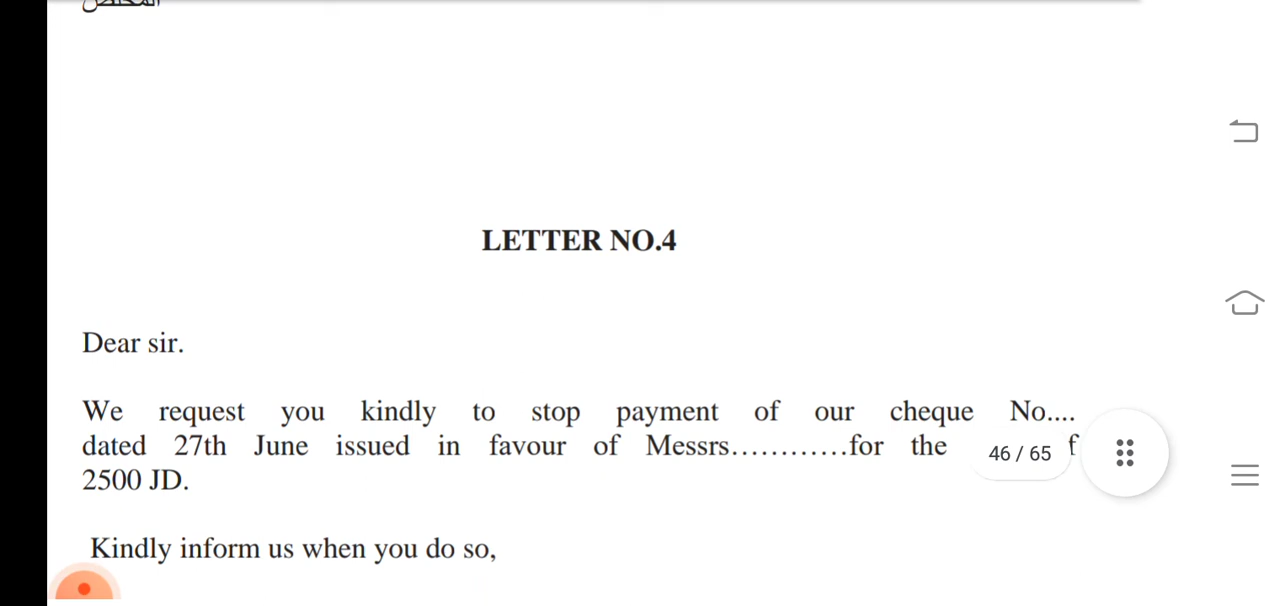 LETTER NO.4
Dear sir.
We request you kindly to stop payment of our cheque No....
dated 27th June issued in favour of Messrs............for the
46 / 65
2500 JD.
Kindly inform us when you do so,